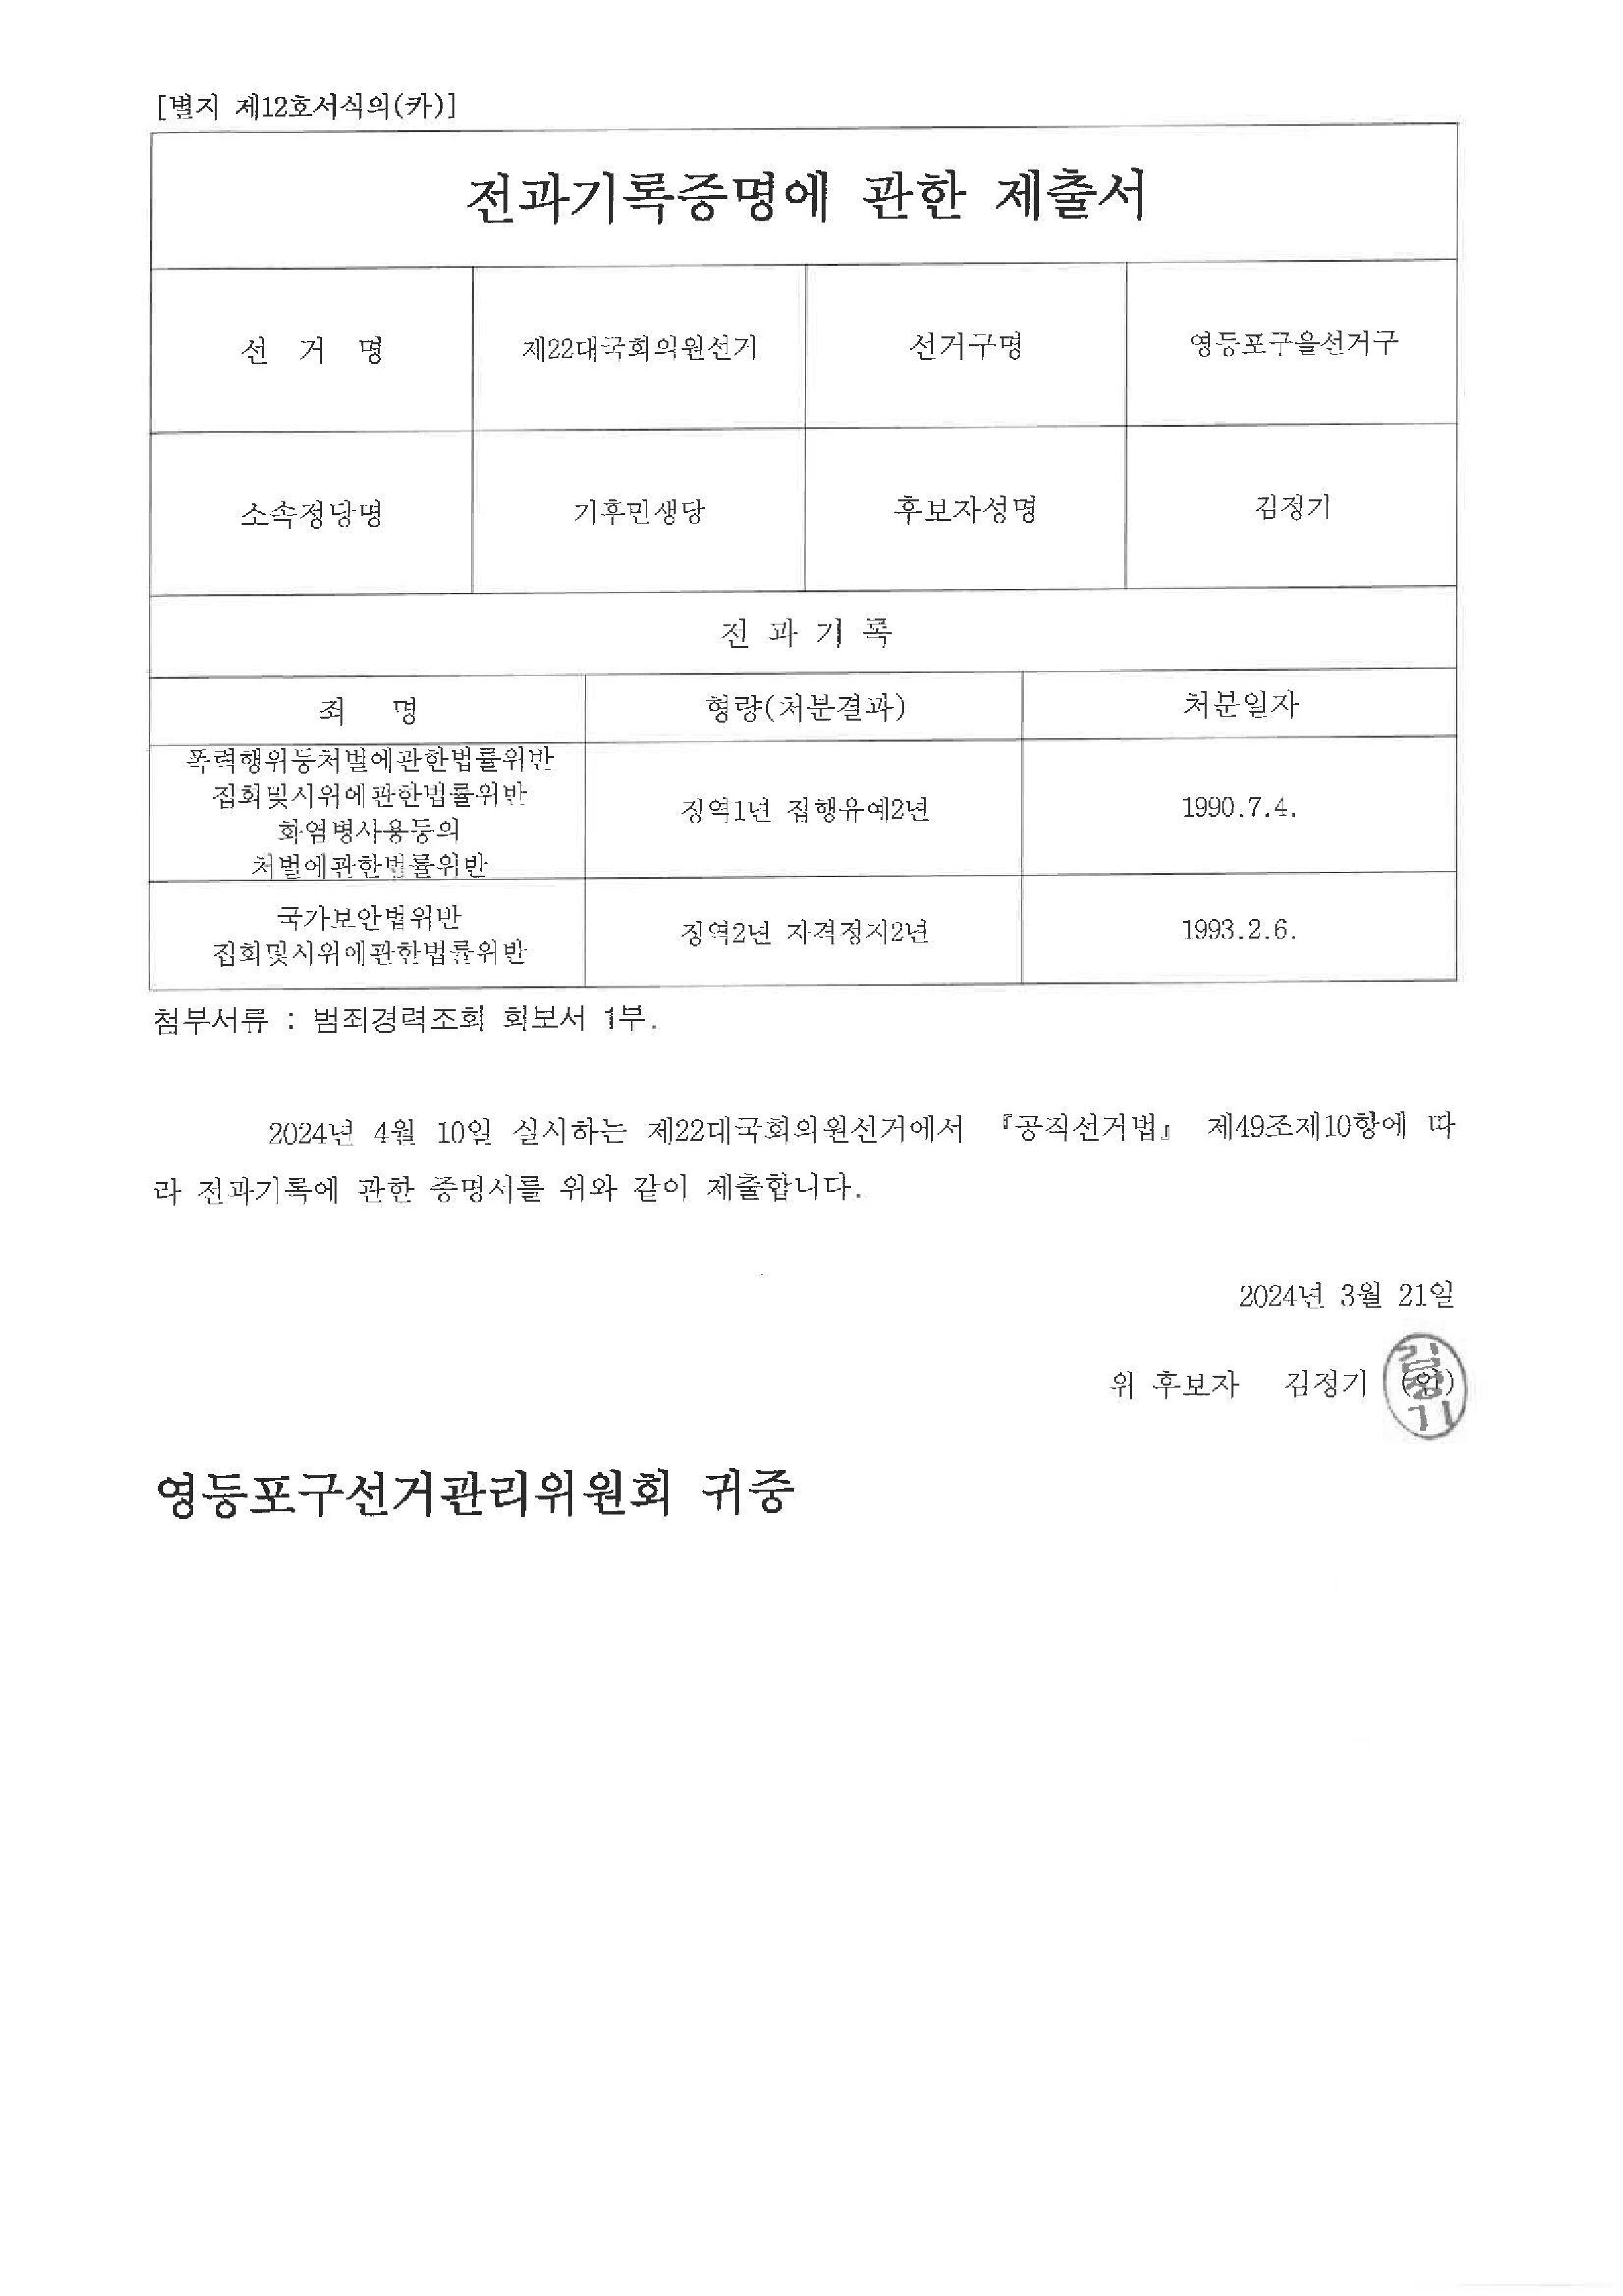 [별지 제12호서식의(카)]
전과기록증명에 관한 제출서
선 거 명 제22대국회의원선거 선거구명 영등포구을선거구
소속정당명 기후민생당 후보자성명 김정기
전 과 기 록
죄 명 형량(처분결과) 처분일자
폭력행위등처벌에관한법률위반
집회및시위에관한법률위반
화염병사용등의
처벌에관한법률위반
징역1년 집행유예2년 1990.7.4.
국가보안법위반
집회및시위에관한법률위반
징역2년 자격정지2년 1993.2.6.
첨부서류 : 범죄경력조회 회보서 1부.
2024년 4월 10일 실시하는 제22대국회의원선거에서 『공직선거법』 제49조제10항에 따
라 전과기록에 관한 증명서를 위와 같이 제출합니다.
2024년 3월 21일
위 후보자 김정기 (인)
김정기
영등포구선거관리위원회 귀중